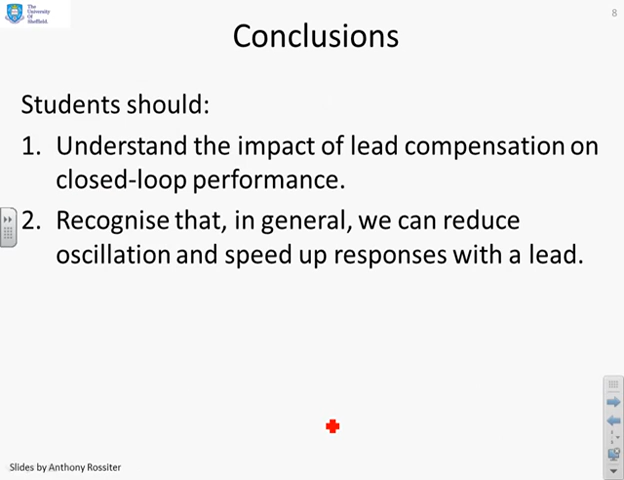 The
University
Of
Sheffield.
8
Conclusions
Students should:
1. Understand the impact of lead compensation on
closed-loop performance.
2. Recognise that, in general, we can reduce
oscillation and speed up responses with a lead.
Slides by Anthony Rossiter